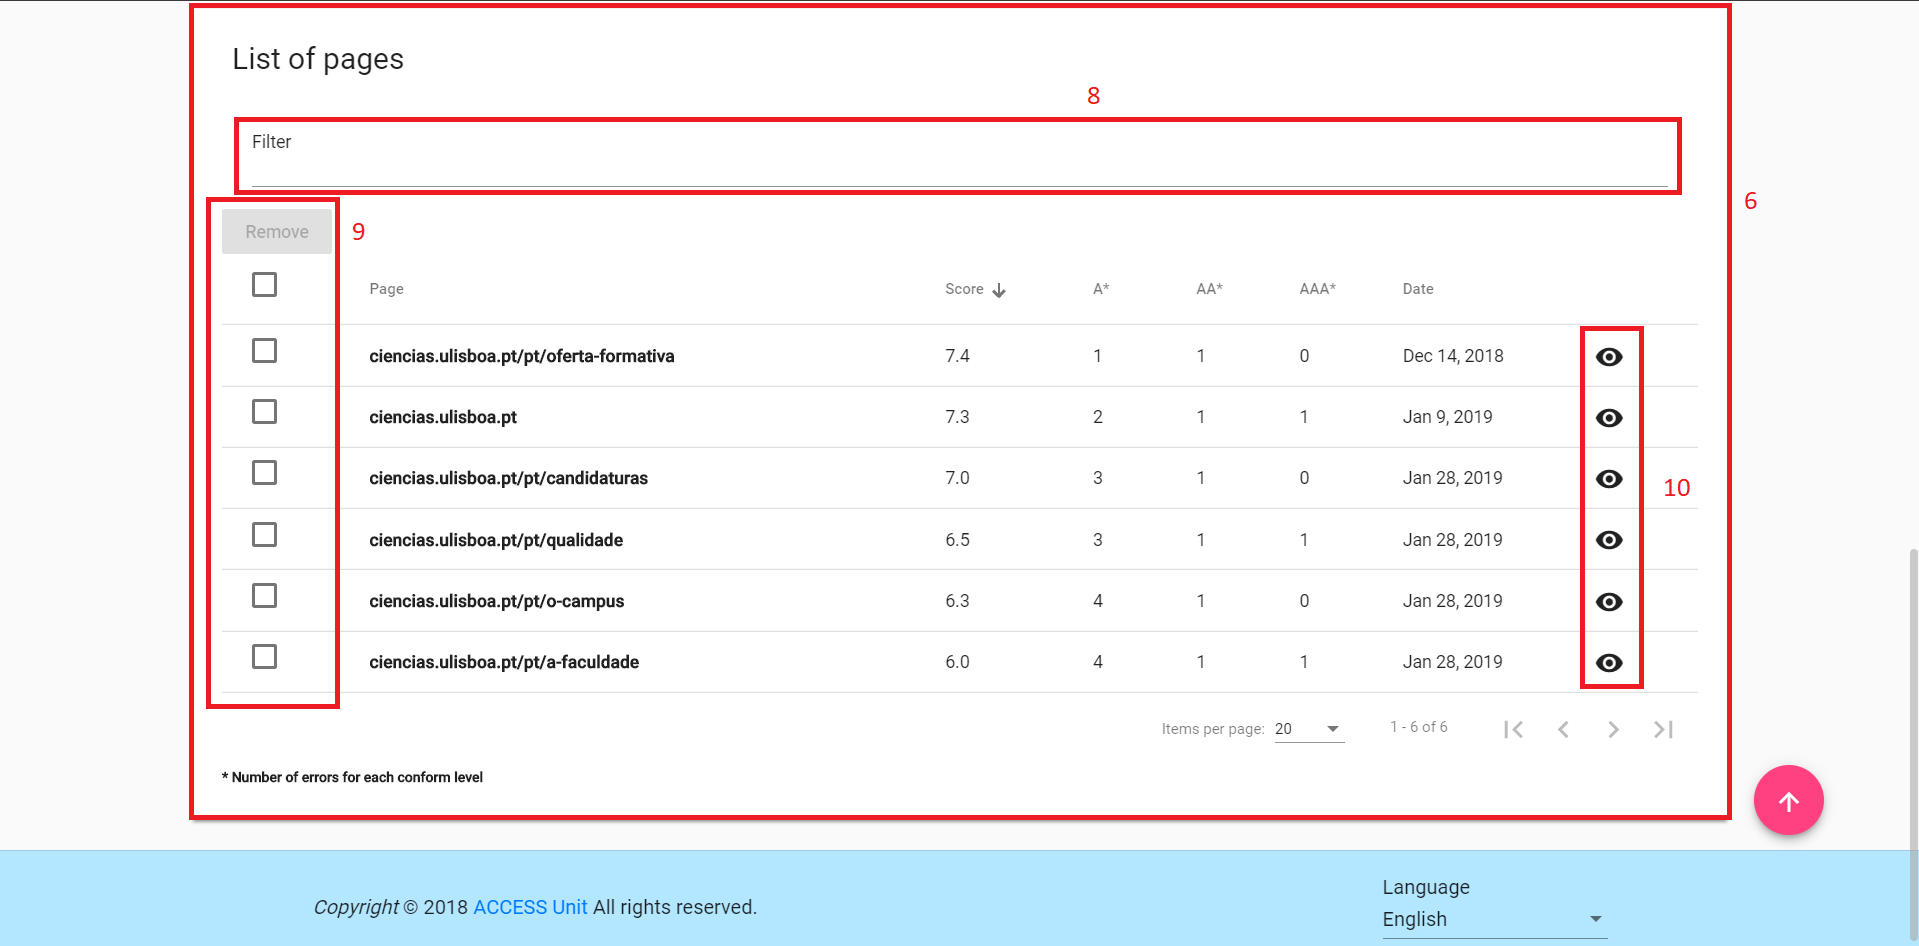 List of pages
8
Filter
6
Remove
9
Page Score A* AA* AAA* Date
ciencias.ulisboa.pt/pt/oferta-formativa 7.4 1 1 0 Dec 14, 2018
ciencias.ulisboa.pt 7.3 2 1 1 Jan 9, 2019
ciencias.ulisboa.pt/pt/candidaturas 7.0 3 1 0 Jan 28, 2019
10
ciencias.ulisboa.pt/pt/qualidade 6.5 3 1 1 Jan 28, 2019
ciencias.ulisboa.pt/pt/o-campus 6.3 4 1 0 Jan 28, 2019
ciencias.ulisboa.pt/pt/a-faculdade 6.0 4 1 1 Jan 28, 2019
Items per page: 20 1 - 6 of 6
* Number of errors for each conform level
Language
Copyright © 2018 ACCESS Unit All rights reserved.
English